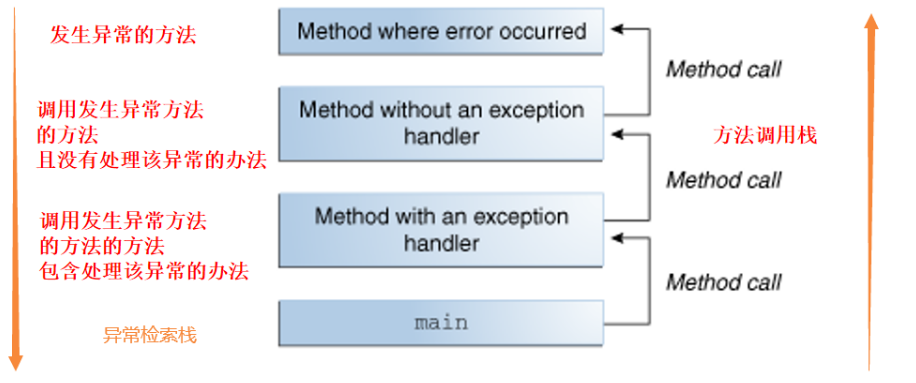 发生异常的方法
Method where error occurred
Method call
调用发生异常方法
的方法
且没有处理该异常的办法
Method without an exception
handler
方法调用栈
Method call
调用发生异常方法
的方法的方法
包含处理该异常的办法
Method with an exception
handler
Method call
main
异常检索栈